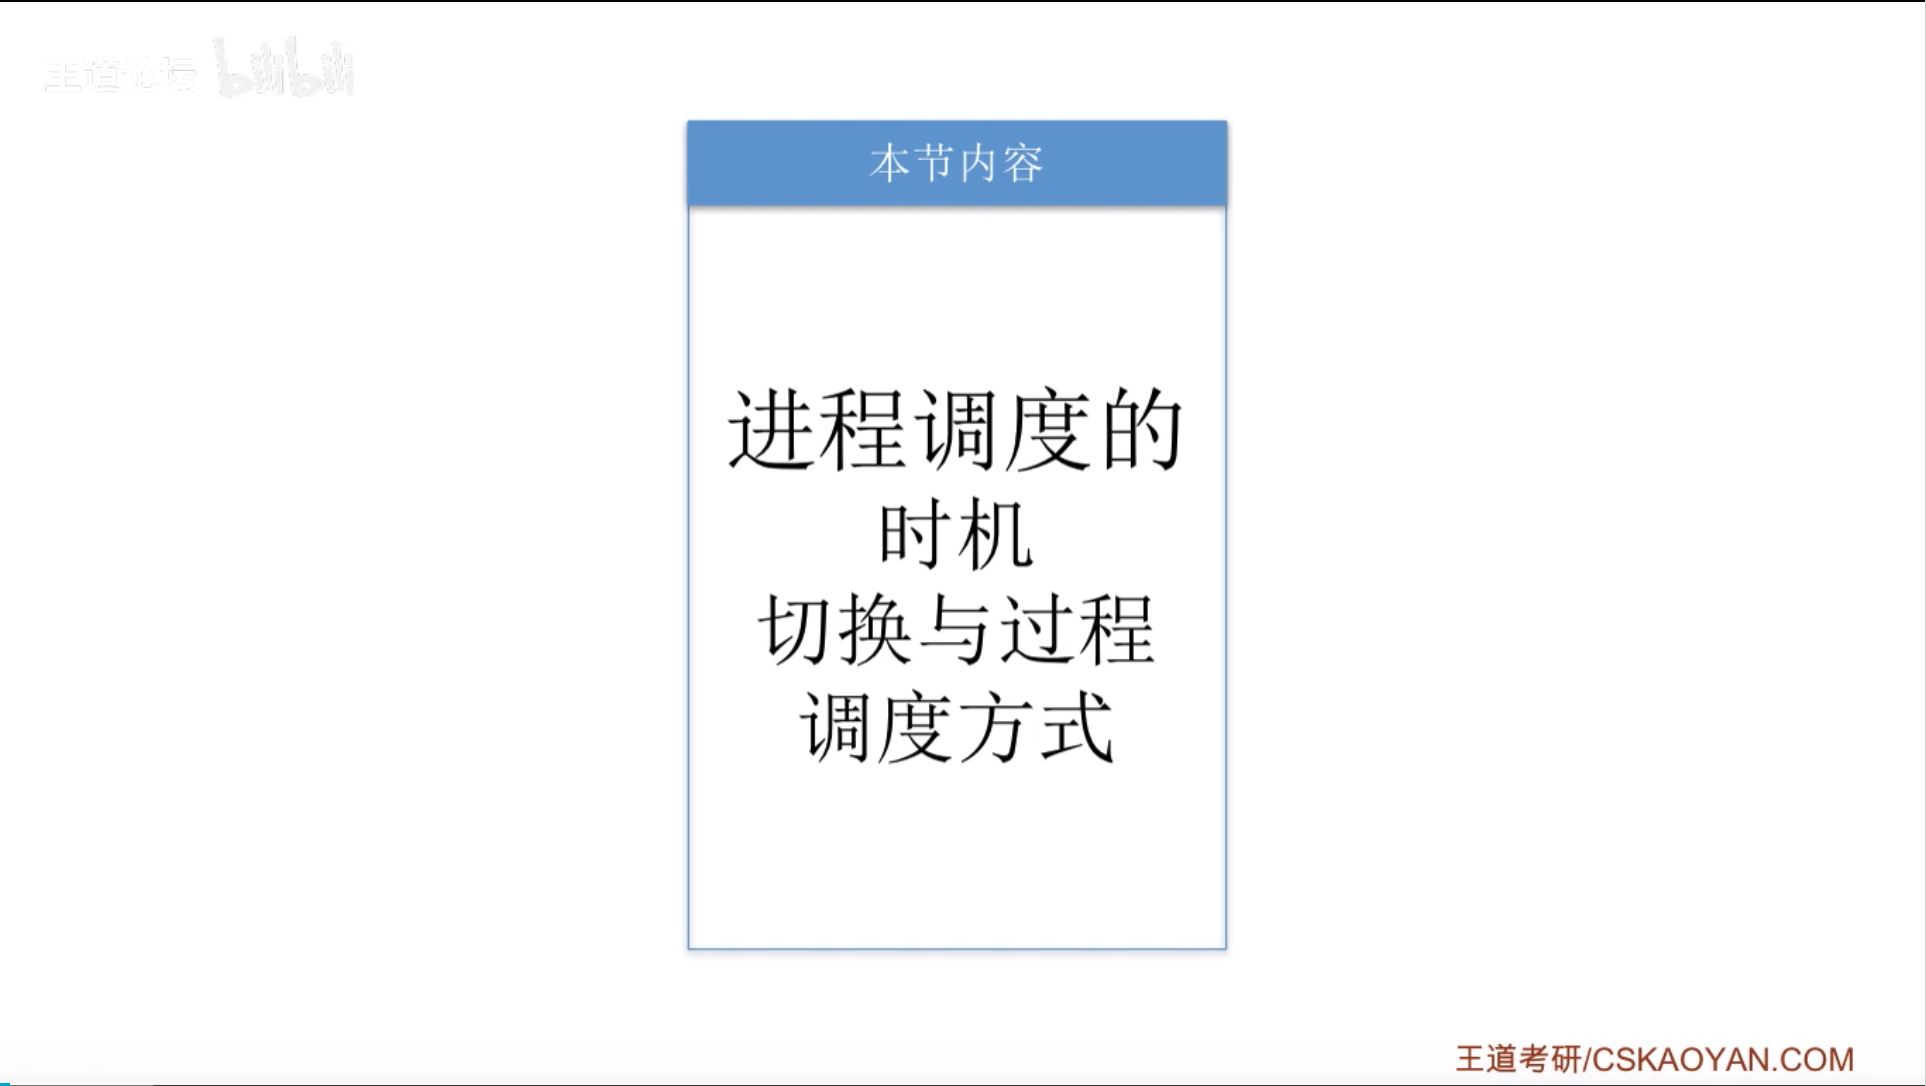 王道论坛 bilibili
本节内容
进程调度的
时机
切换与过程
调度方式
王道考研/CSKAOYAN.COM